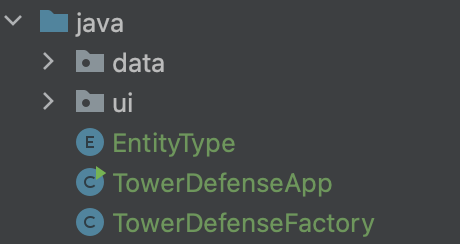 java
data
ui
E EntityType
C TowerDefenseApp
C TowerDefenseFactory